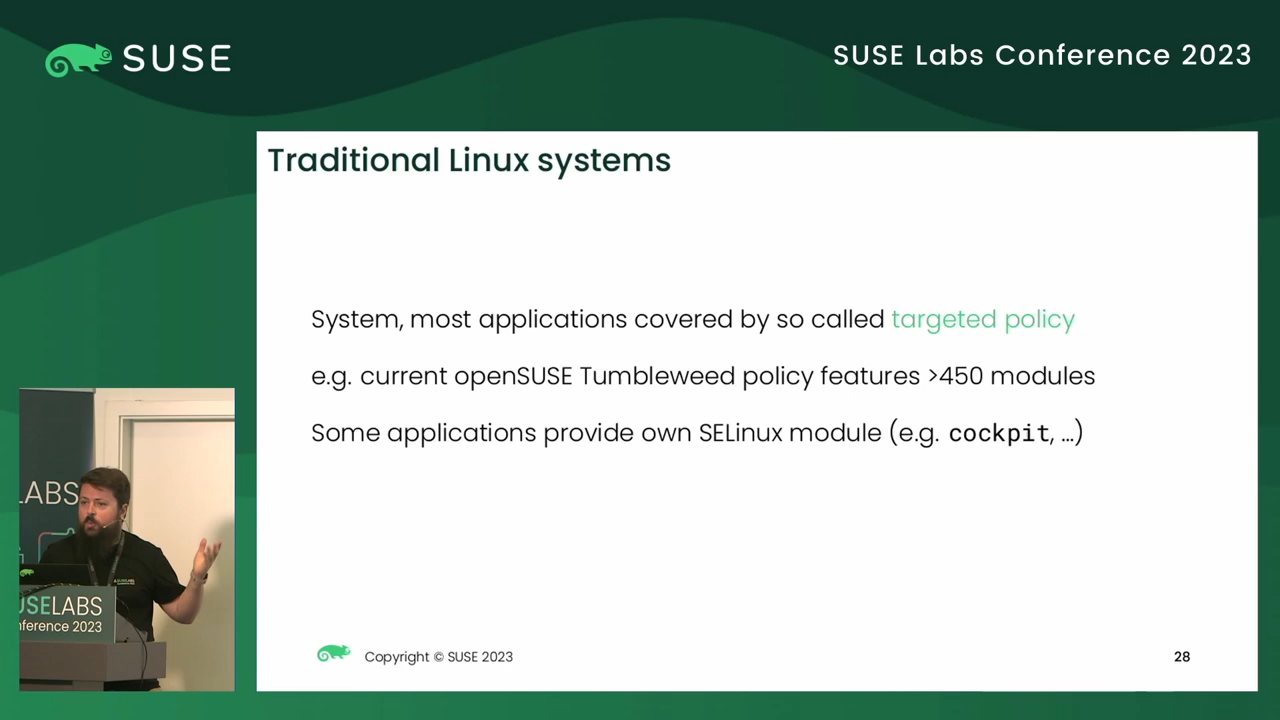 SUSE
SUSE Labs Conference 2023
Traditional Linux systems
System, most applications covered by so called targeted policy
e.g. current openSUSE Tumbleweed policy features >450 modules
Some applications provide own SELinux module (e.g. cockpit, …)
LABS
USELABS
nference 2023
Copyright © SUSE 2023
28